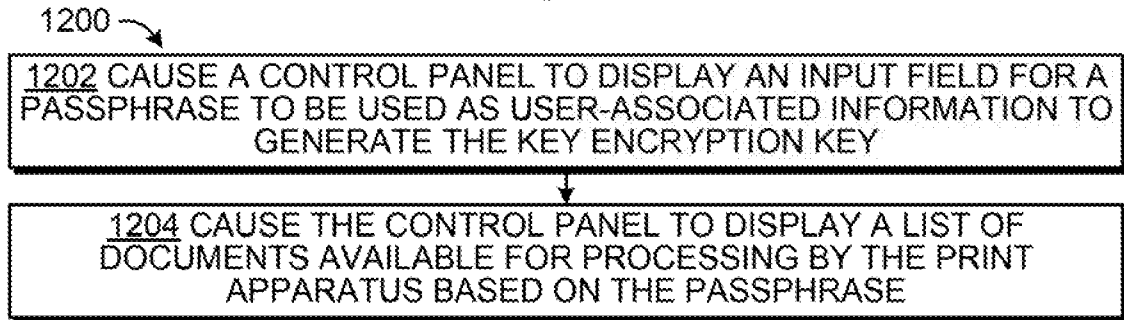 1200
1202 CAUSE A CONTROL PANEL TO DISPLAY AN INPUT FIELD FOR A
PASSPHRASE TO BE USED AS USER-ASSOCIATED INFORMATION TO
GENERATE THE KEY ENCRYPTION KEY
1204 CAUSE THE CONTROL PANEL TO DISPLAY A LIST OF
DOCUMENTS AVAILABLE FOR PROCESSING BY THE PRINT
APPARATUS BASED ON THE PASSPHRASE